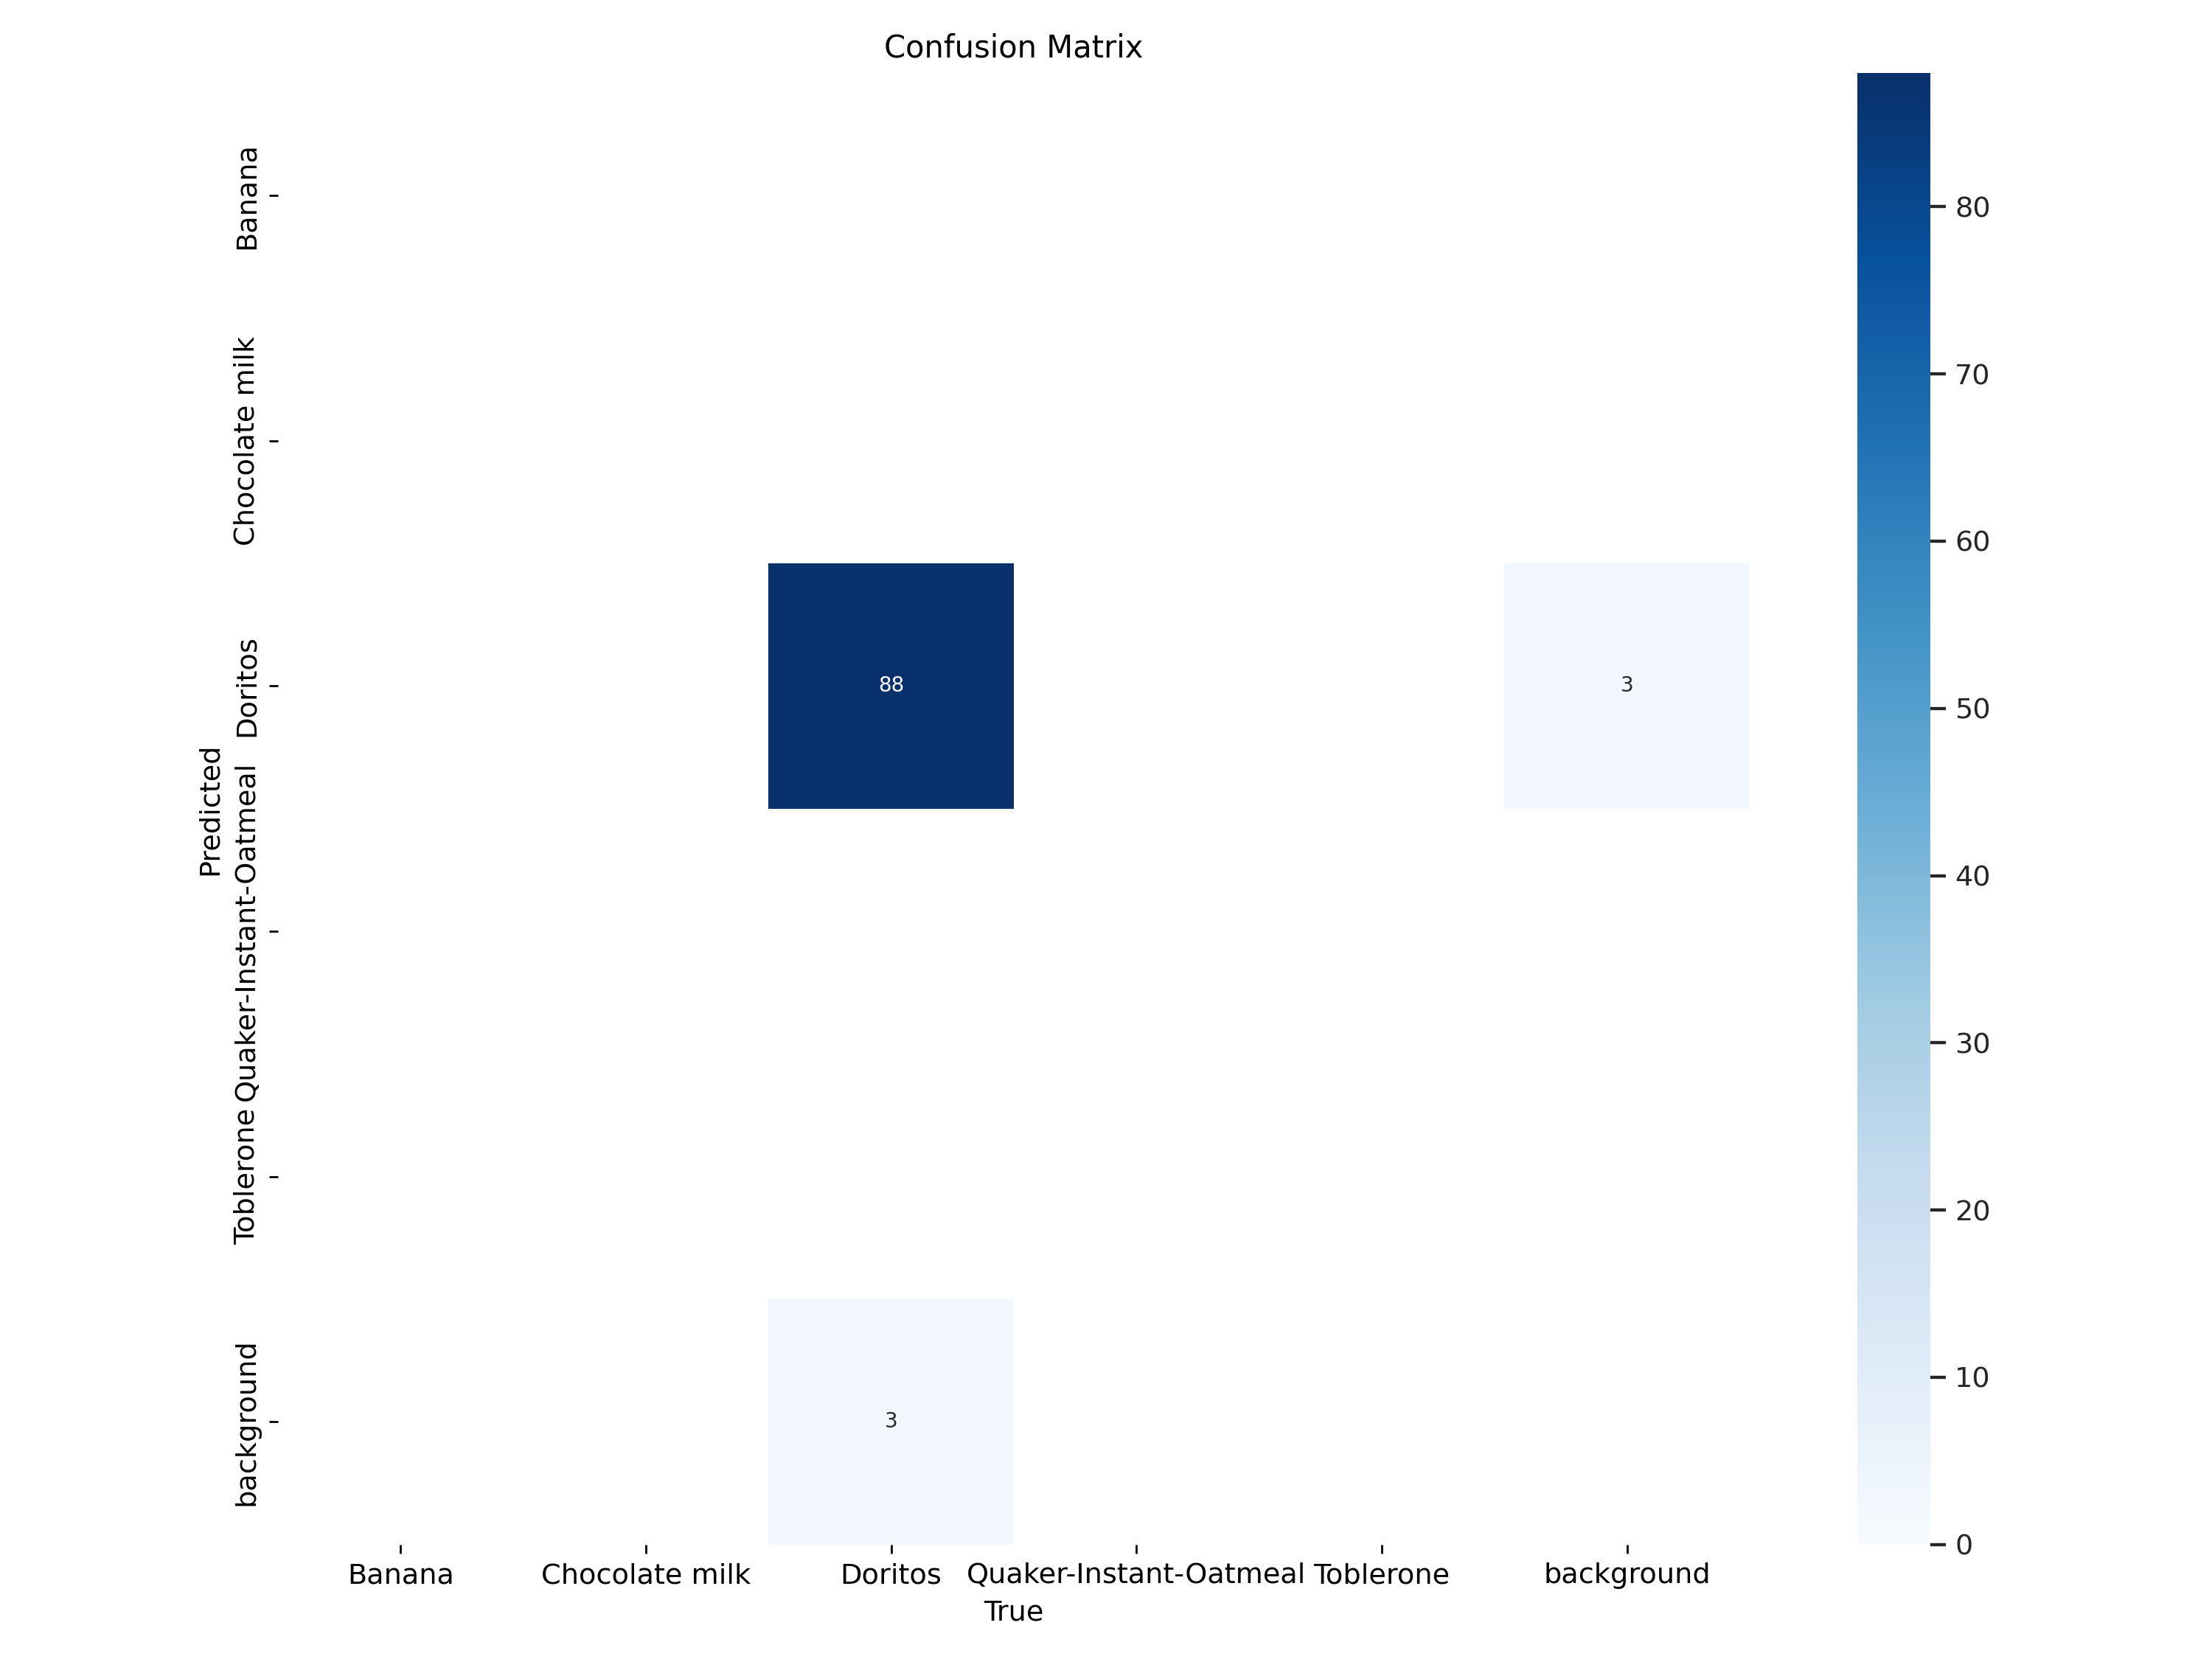 Confusion Matrix
Predicted
Banana
Chocolate milk
Doritos
Quaker-Instant-Oatmeal
Toblerone
background
88
3
3
Banana
Chocolate milk
Doritos
Quaker-Instant-Oatmeal
Toblerone
background
True
80
70
60
50
40
30
20
10
0